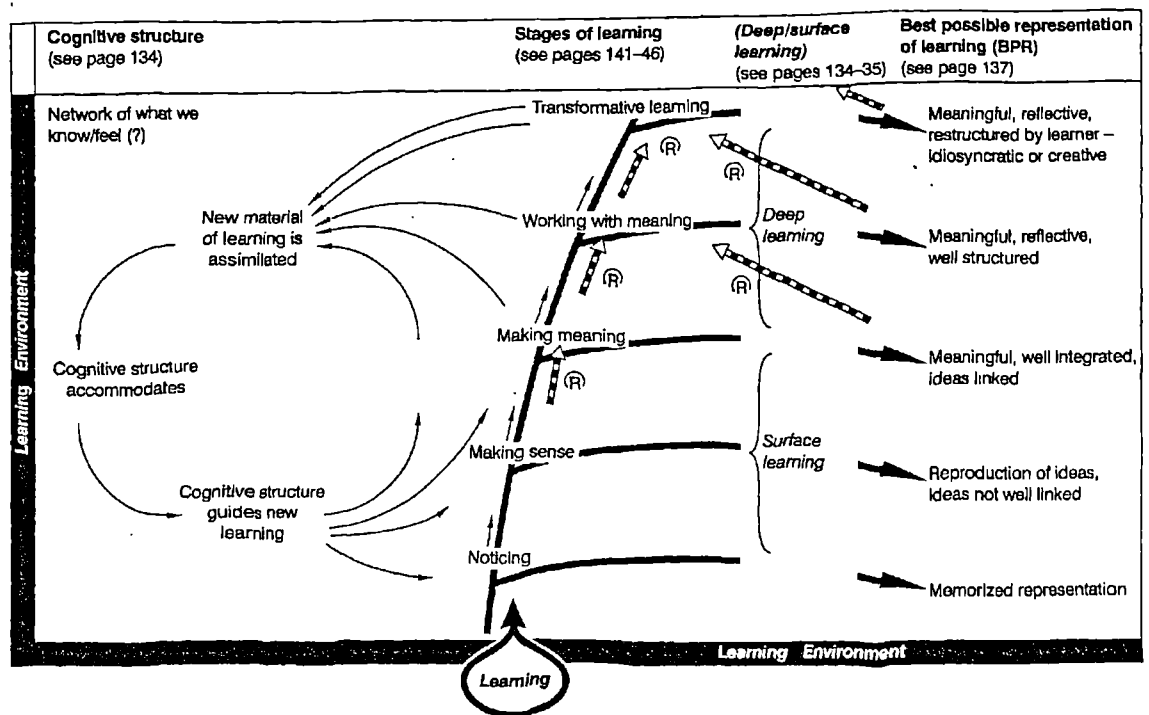 Cognitive structure
(see page 134)
Stages of learning
(see pages 141–46)
(Deep/surface
learning)
(see pages 134–35)
Best possible representation
of learning (BPR)
(see page 137)
Network of what we
know/feel (?)
Transformative learning
Meaningful, reflective,
restructured by learner –
idiosyncratic or creative
R
R
New material
of learning is
assimilated
Working with meaning
Deep
learning
Meaningful, reflective,
well structured
R
R
Learning Environment
Cognitive structure
accommodates
Making meaning
Meaningful, well integrated,
ideas linked
R
Making sense
Surface
learning
Reproduction of ideas,
ideas not well linked
Cognitive structure
guides new
learning
Noticing
Memorized representation
Learning Environment
Learning